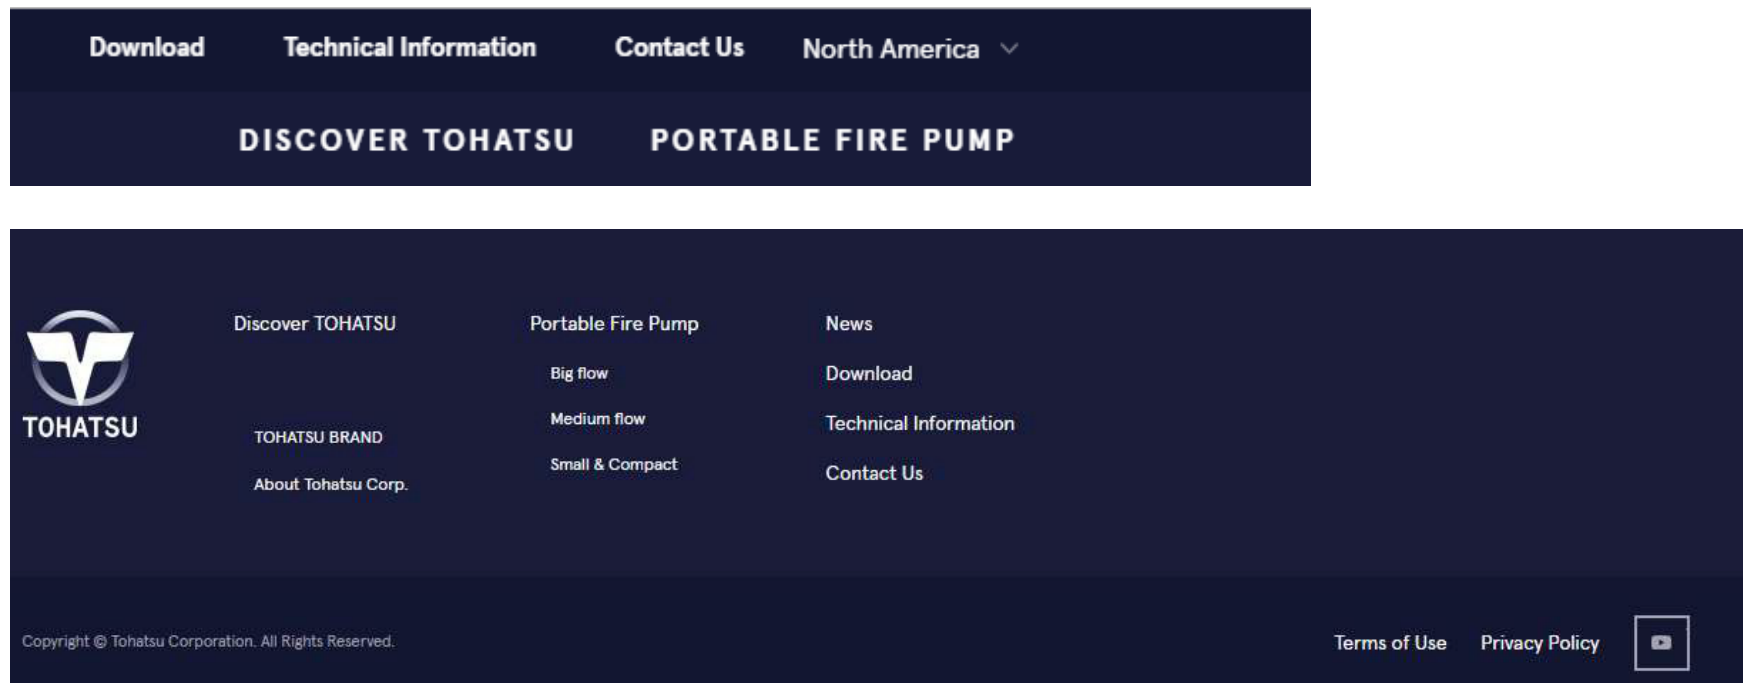 Download Technical Information Contact Us North America
DISCOVER TOHATSU PORTABLE FIRE PUMP
TOHATSU
Discover TOHATSU
TOHATSU BRAND
About Tohatsu Corp.
Portable Fire Pump
Big flow
Medium flow
Small & Compact
News
Download
Technical Information
Contact Us
Copyright © Tohatsu Corporation. All Rights Reserved.
Terms of Use Privacy Policy